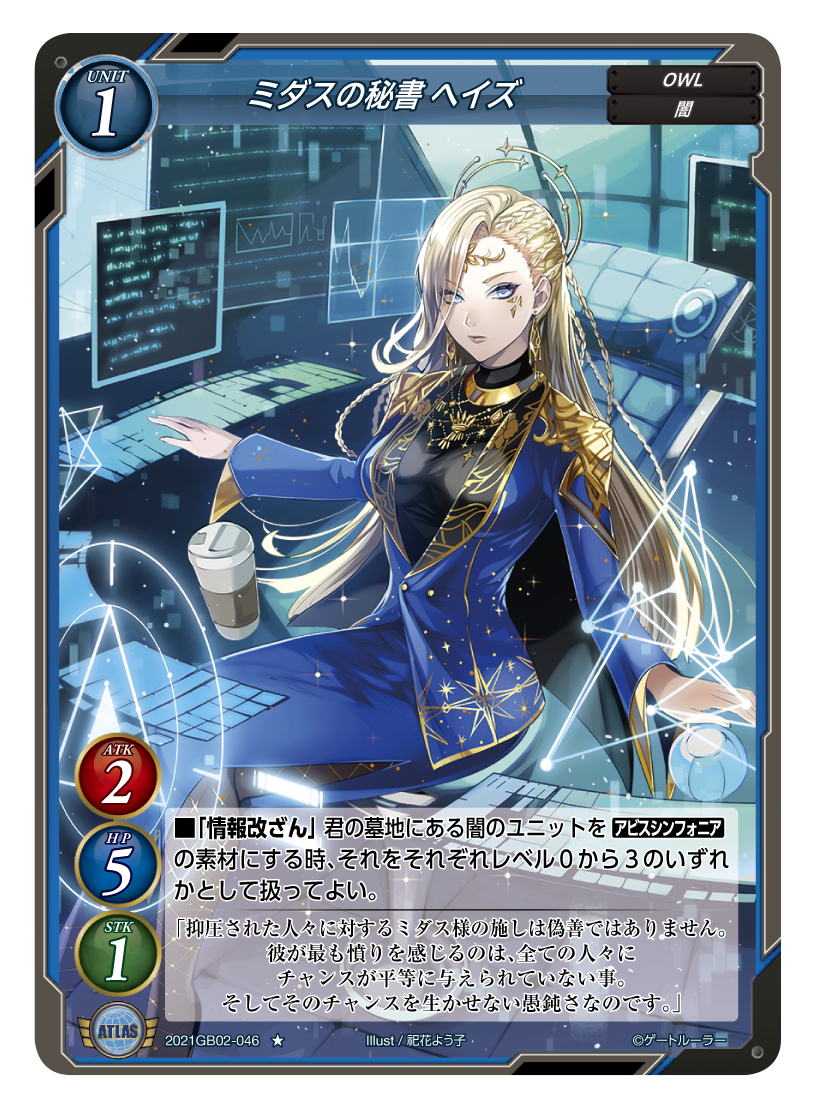 UNIT
1
ミダスの秘書 ヘイズ
OWL
闇
ATK
2
HP
5
STK
1
■「情報改ざん」君の墓地にある闇のユニットを アビスシンフォニア
の素材にする時、それをそれぞれレベル0から3のいずれ
かとして扱ってよい。
「抑圧された人々に対するミダス様の施しは偽善ではありません。
彼が最も憤りを感じるのは、全ての人々に
チャンスが平等に与えられていない事。
そしてそのチャンスを生かせない愚鈍さなのです。」
ATLAS
2021GB02-046 ★ Illust / 祀花よう子 ©ゲートルーラー